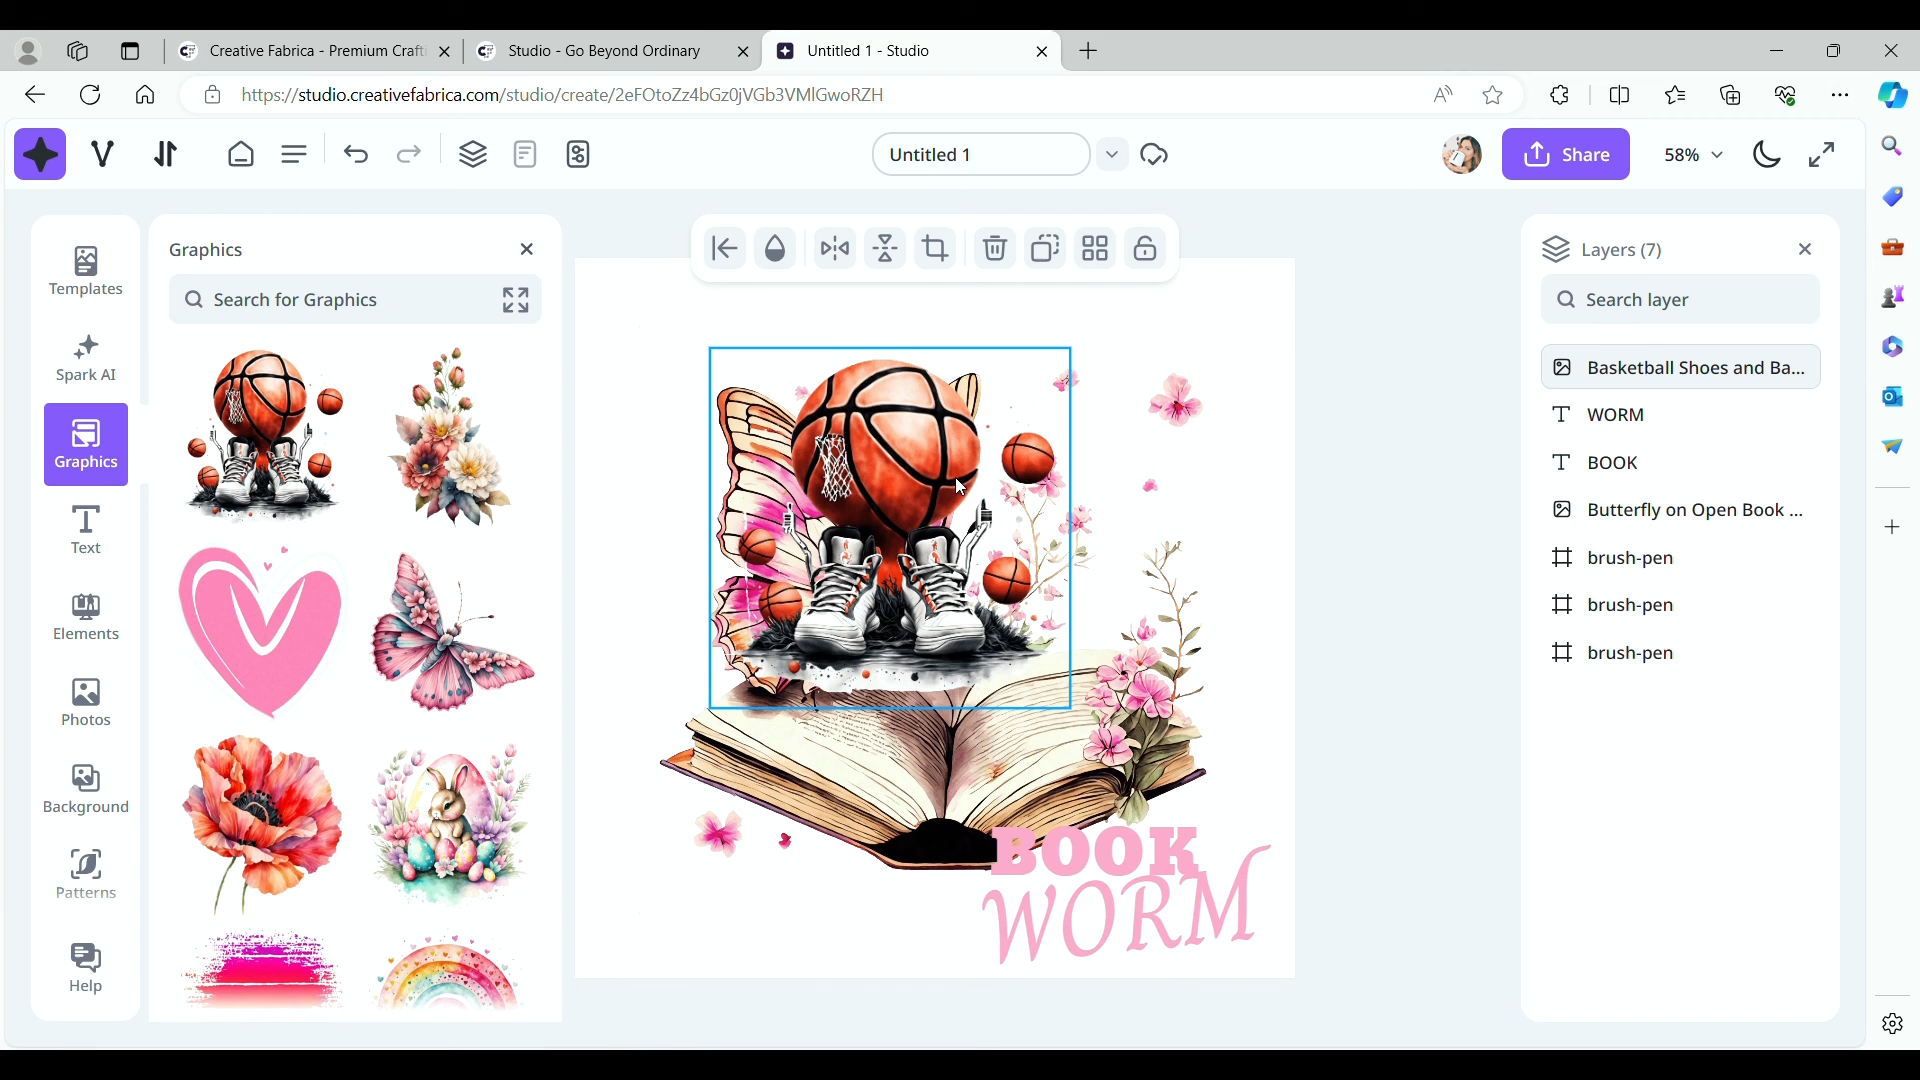 Creative Fabrica - Premium Crafti
Studio - Go Beyond Ordinary
Untitled 1 - Studio
https://studio.creativefabrica.com/studio/create/2eFOtoZz4bGz0jVGb3VMlGwoRZH
Untitled 1
Share
58%
Templates
Spark AI
Graphics
Text
Elements
Photos
Background
Patterns
Help
Graphics
Search for Graphics
BOOK
WORM
Layers (7)
Search layer
Basketball Shoes and Ba...
WORM
BOOK
Butterfly on Open Book ...
brush-pen
brush-pen
brush-pen